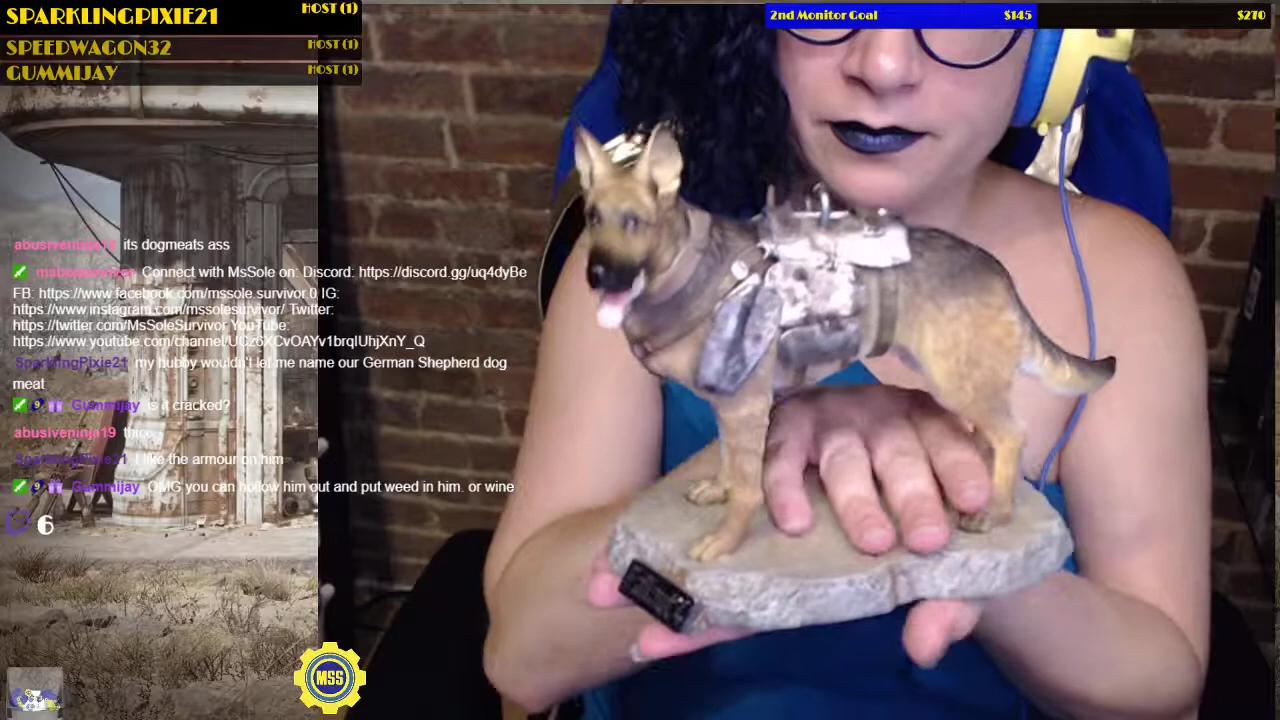 SPARKLINGPIXIE21 HOST (1)
SPEEDWAGON32 HOST (1)
GUMMIJAY HOST (1)
2nd Monitor Goal $145 $270
abusiveninja19 its dogmeats ass
Connect with MsSole on: Discord: https://discord.gg/uq4dyBe
FB: https://www.facebook.com/mssole.survivor.9 IG:
https://www.instagram.com/mssolesurvivor/ Twitter:
https://twitter.com/MsSoleSurvivor YouTube:
https://www.youtube.com/channel/UCz6XCvOAYv1brqIUhjXnY_Q
SparklingPixie21 my hubby wouldn't let me name our German Shepherd dog
meat
Gummijay is it cracked?
abusiveninja19 thicc
SparklingPixie21 I like the armour on him
Gummijay OMG you can hollow him out and put weed in him. or wine
6
MSS